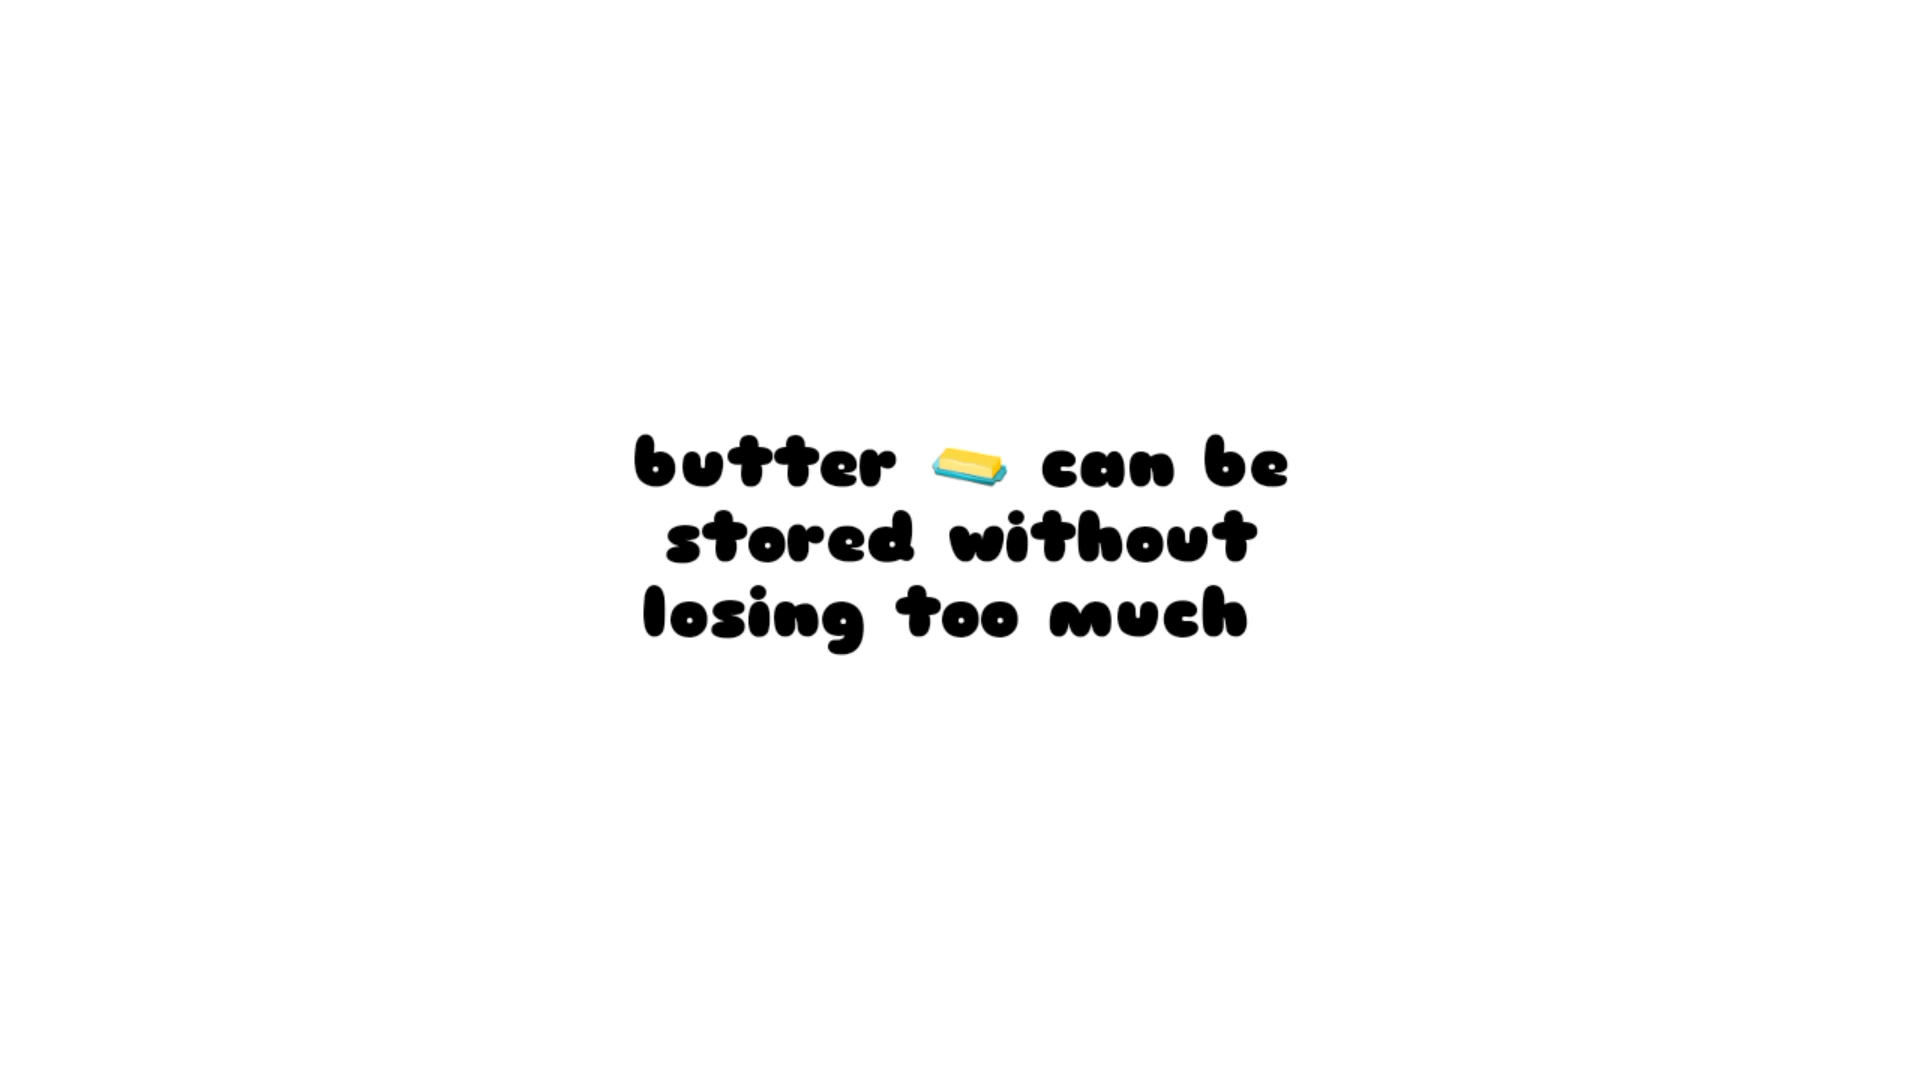 butter 🧈 can be
stored without
losing too much